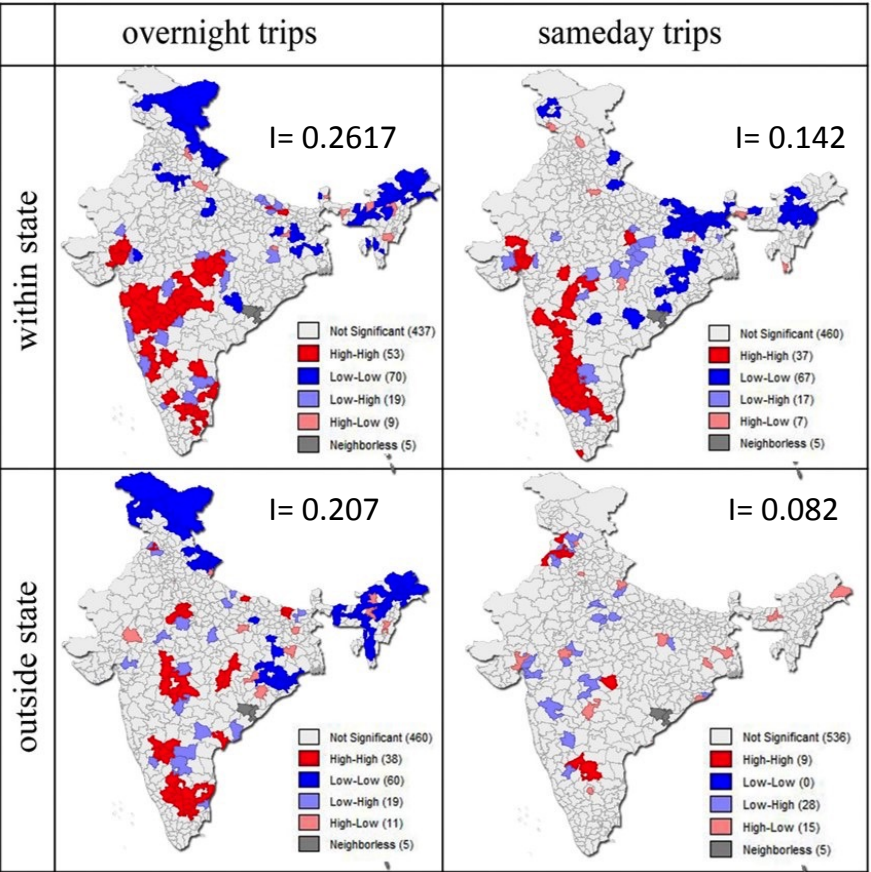 overnight trips
sameday trips
within state
I= 0.2617
Not Significant (437)
High-High (53)
Low-Low (70)
Low-High (19)
High-Low (9)
Neighborless (5)
I= 0.142
Not Significant (460)
High-High (37)
Low-Low (67)
Low-High (17)
High-Low (7)
Neighborless (5)
outside state
I= 0.207
Not Significant (460)
High-High (38)
Low-Low (60)
Low-High (19)
High-Low (11)
Neighborless (5)
I= 0.082
Not Significant (536)
High-High (9)
Low-Low (0)
Low-High (28)
High-Low (15)
Neighborless (5)